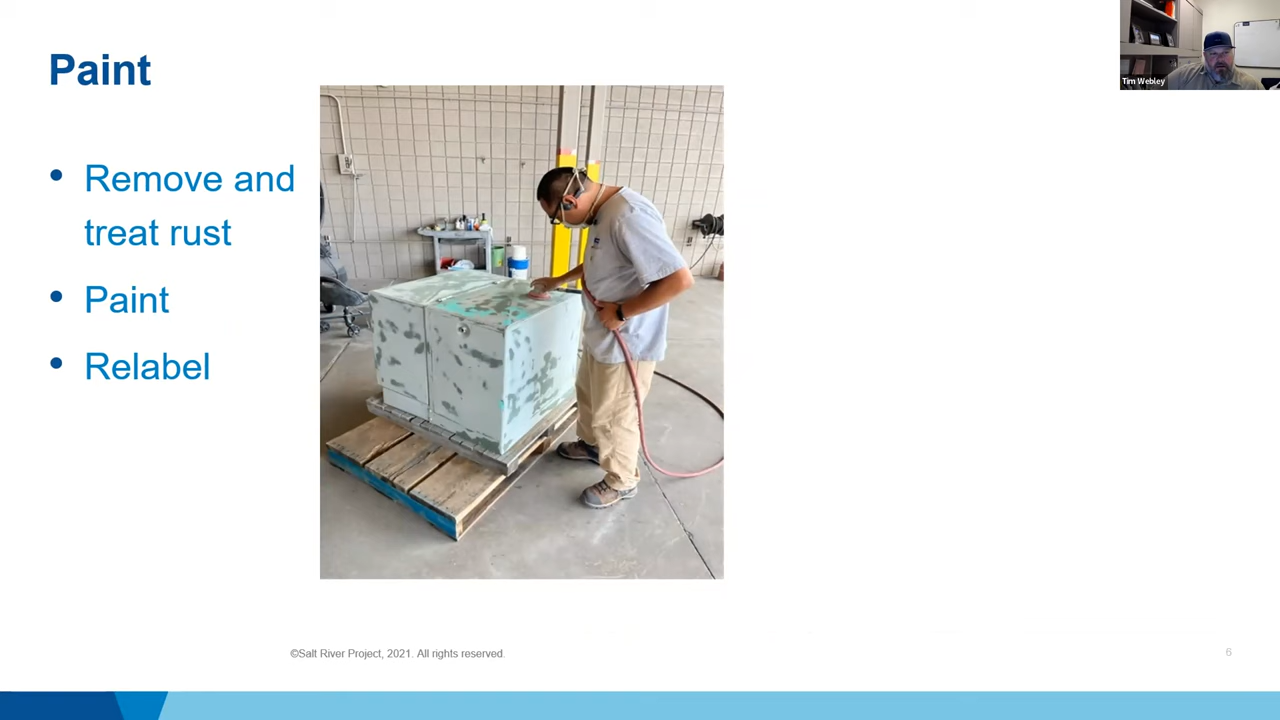 Paint
Tim Webley
• Remove and
treat rust
• Paint
• Relabel
©Salt River Project, 2021. All rights reserved.
6